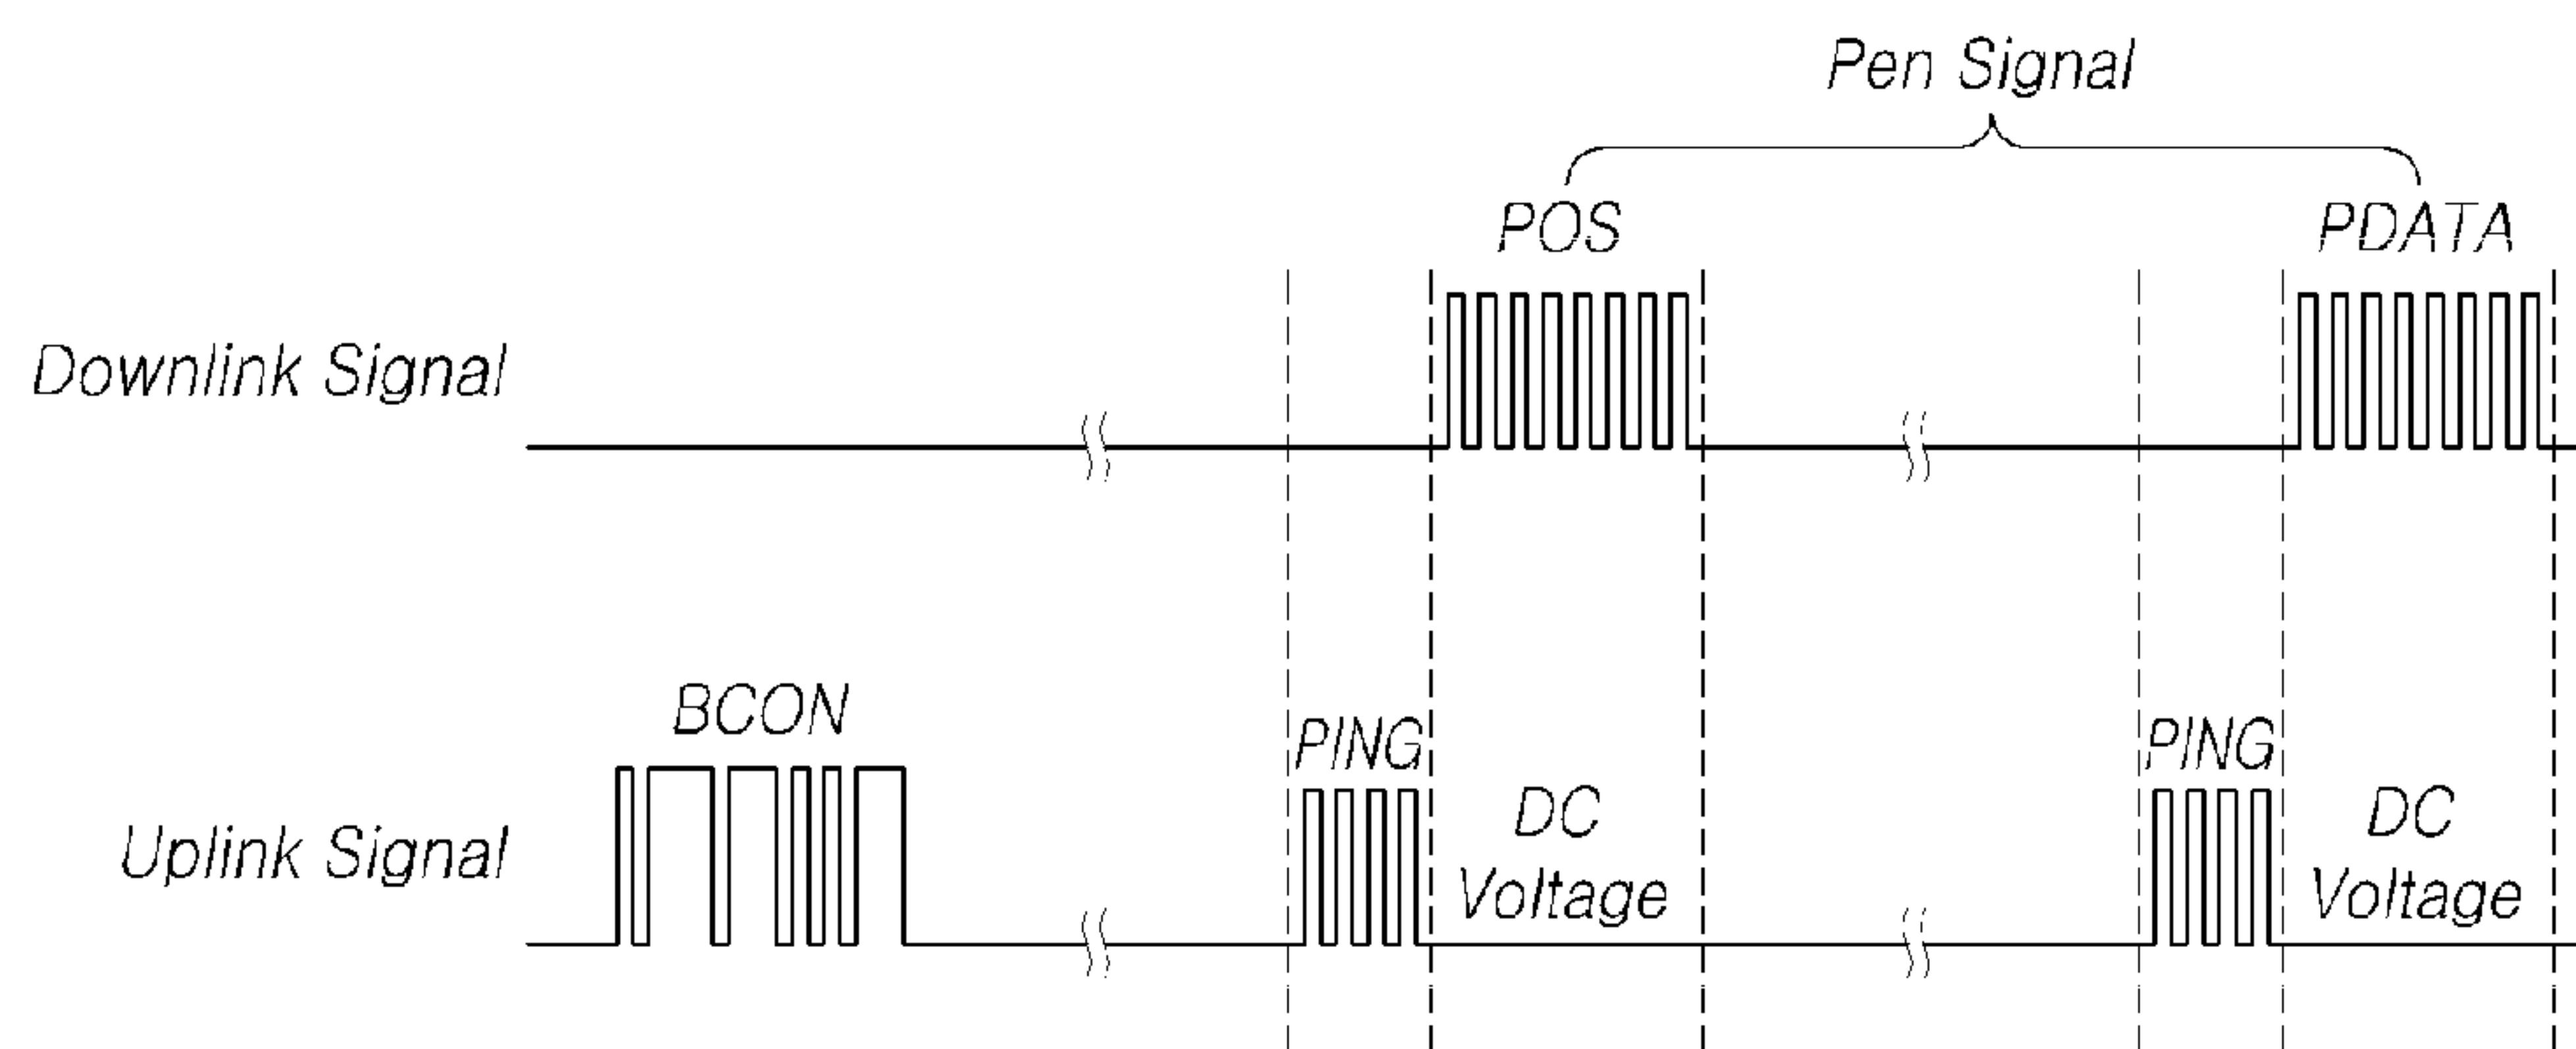 Pen Signal
POS
PDATA
Downlink Signal
BCON
PING
PING
DC
Voltage
DC
Voltage
Uplink Signal